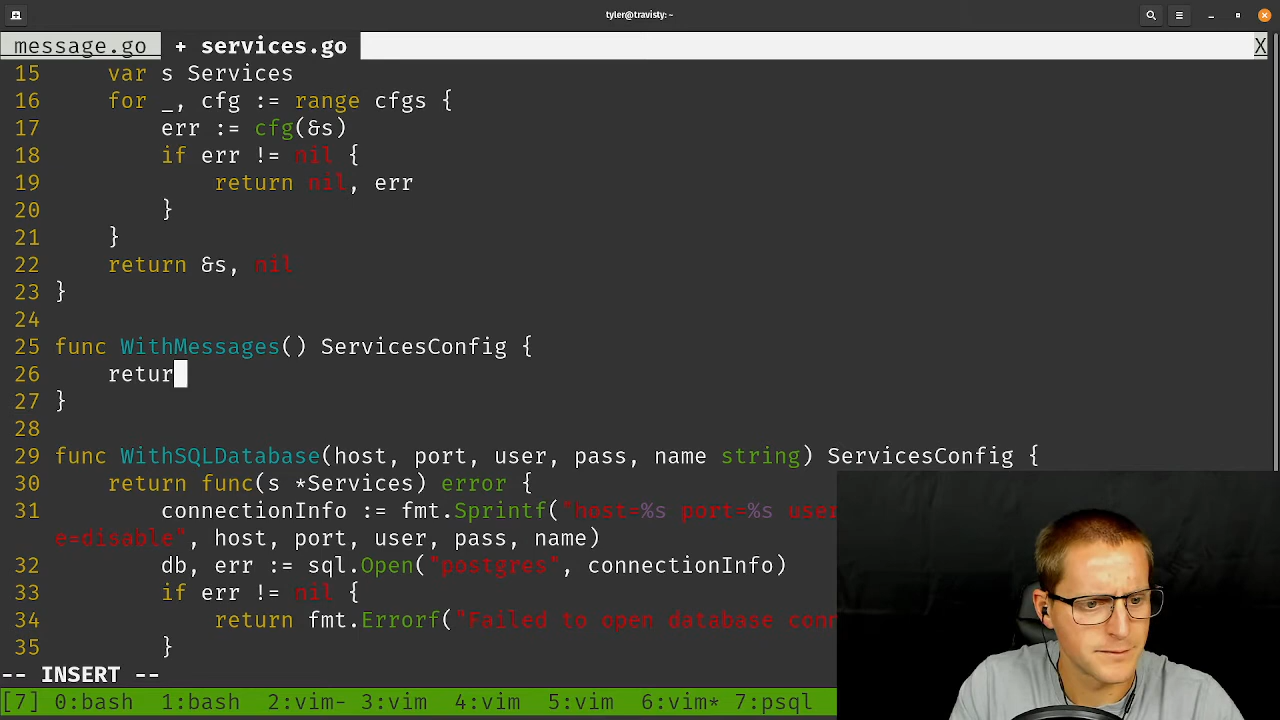 tyler@travisty: ~
message.go + services.go X
15 var s Services
16 for _, cfg := range cfgs {
17 err := cfg(&s)
18 if err != nil {
19 return nil, err
20 }
21 }
22 return &s, nil
23 }
24
25 func WithMessages() ServicesConfig {
26 retur
27 }
28
29 func WithSQLDatabase(host, port, user, pass, name string) ServicesConfig {
30 return func(s *Services) error {
31 connectionInfo := fmt.Sprintf("host=%s port=%s user
e=disable", host, port, user, pass, name)
32 db, err := sql.Open("postgres", connectionInfo)
33 if err != nil {
34 return fmt.Errorf("Failed to open database conn
35 }
-- INSERT --
[7] 0:bash 1:bash 2:vim- 3:vim 4:vim 5:vim 6:vim* 7:psql